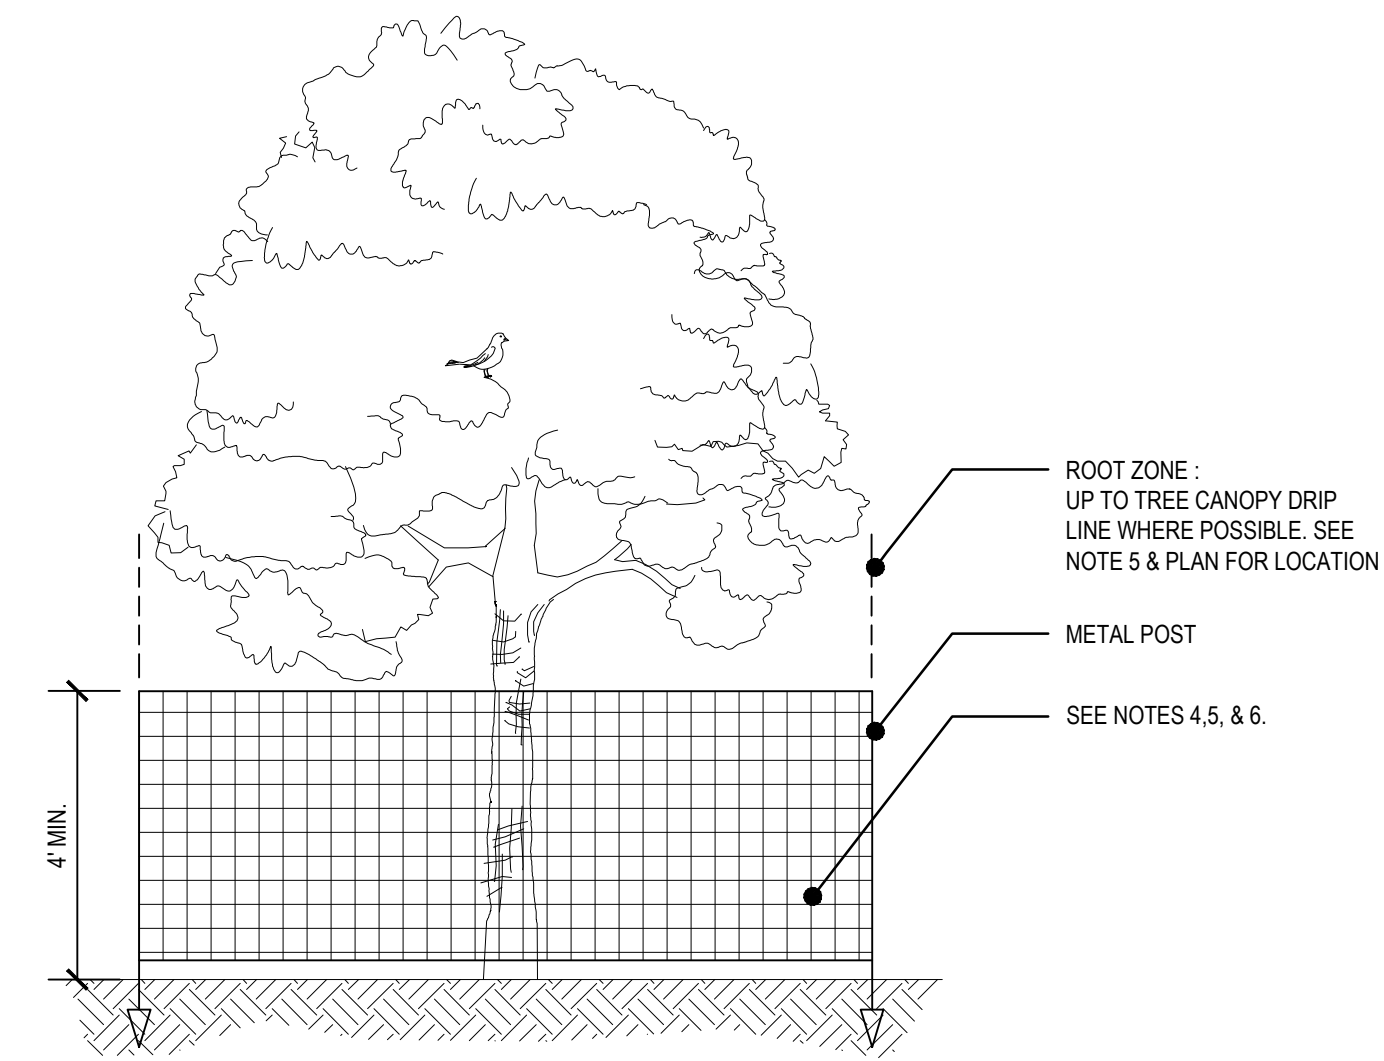 ROOT ZONE :
UP TO TREE CANOPY DRIP
LINE WHERE POSSIBLE. SEE
NOTE 5 & PLAN FOR LOCATION
METAL POST
SEE NOTES 4,5, & 6.
4' MIN.